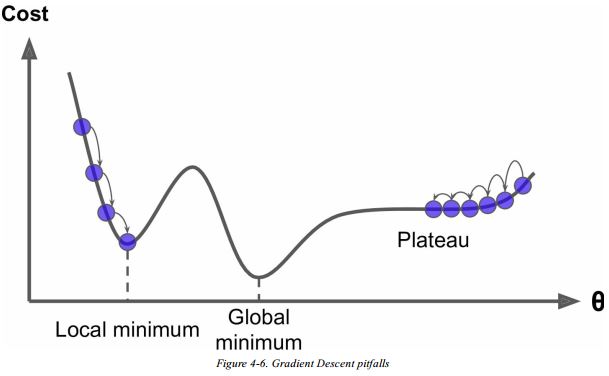 Cost
Plateau
θ
Local minimum
Global
minimum
Figure 4-6. Gradient Descent pitfalls